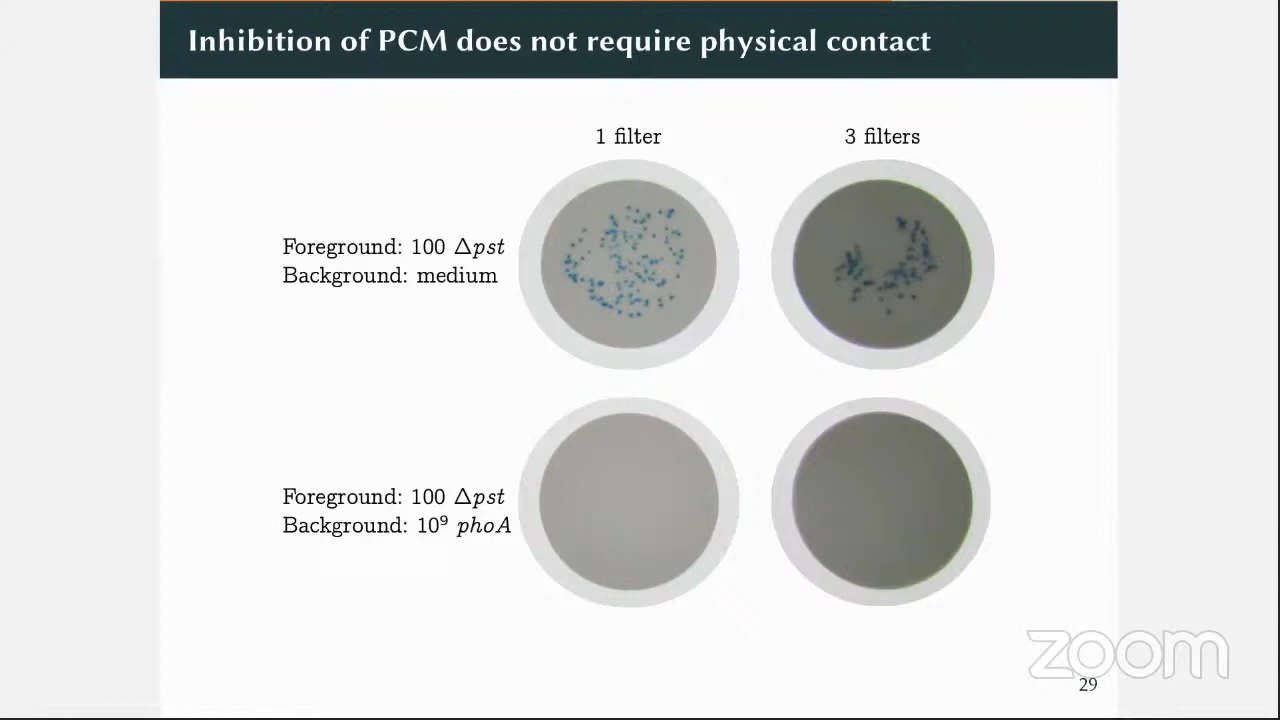 Inhibition of PCM does not require physical contact
1 filter
3 filters
Foreground: 100 Δpst
Background: medium
Foreground: 100 Δpst
Background: 10⁹ phoA
zoom
29